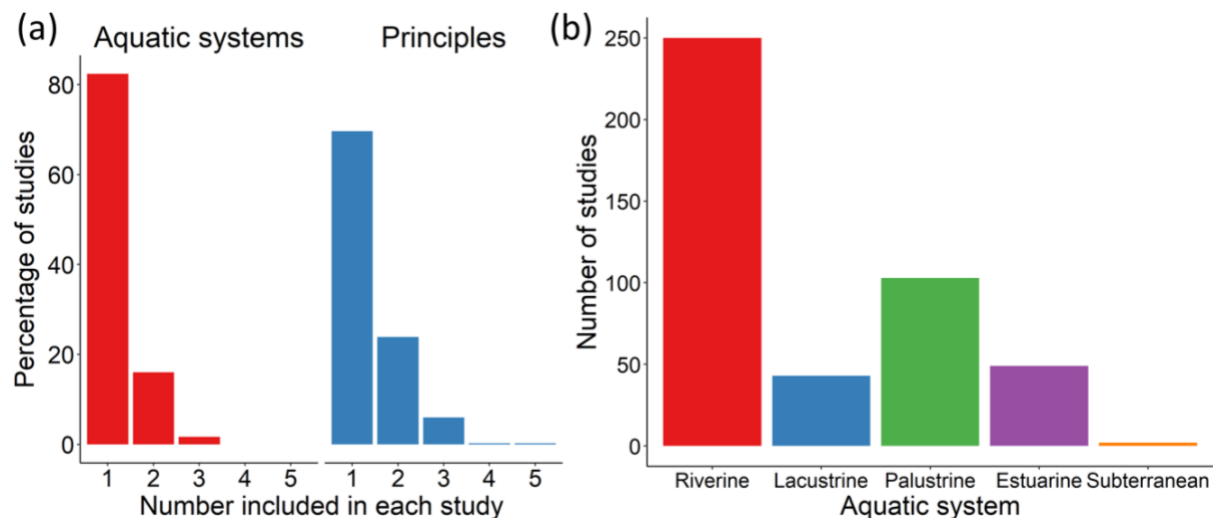 (a)
Aquatic systems Principles
Percentage of studies
80
60
40
20
0
1 2 3 4 5 1 2 3 4 5
Number included in each study
(b)
Number of studies
250
200
150
100
50
0
Riverine Lacustrine Palustrine Estuarine Subterranean
Aquatic system